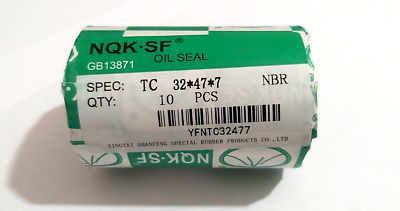 NQK·SF®
OIL SEAL
GB13871
SPEC: TC 32*47*7 NBR
QTY: 10 PCS
YFNTC32477
XINGTAI SHANFENG SPECIAL RUBBER PRODUCTS CO.,LTD
NQK·SF